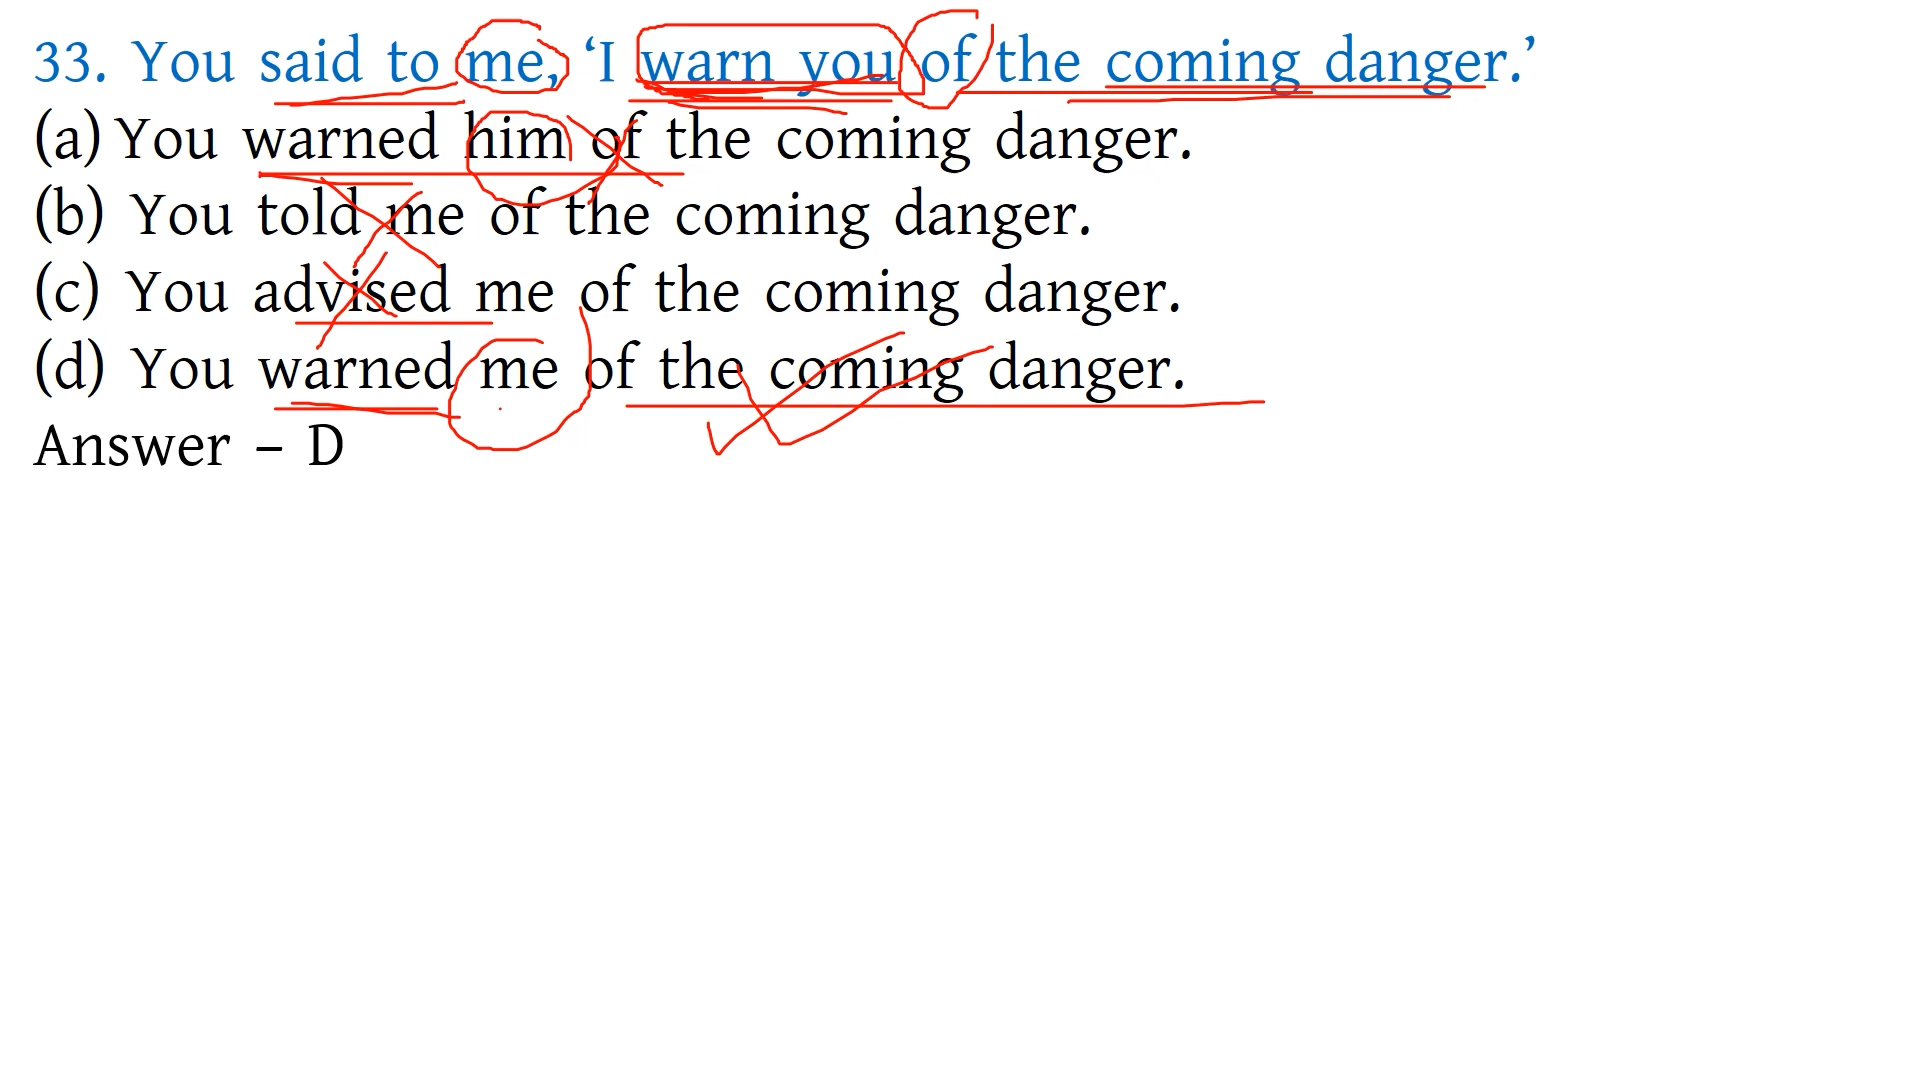 33. You said to me, ‘I warn you of the coming danger.’
(a) You warned him of the coming danger.
(b) You told me of the coming danger.
(c) You advised me of the coming danger.
(d) You warned me of the coming danger.
Answer – D